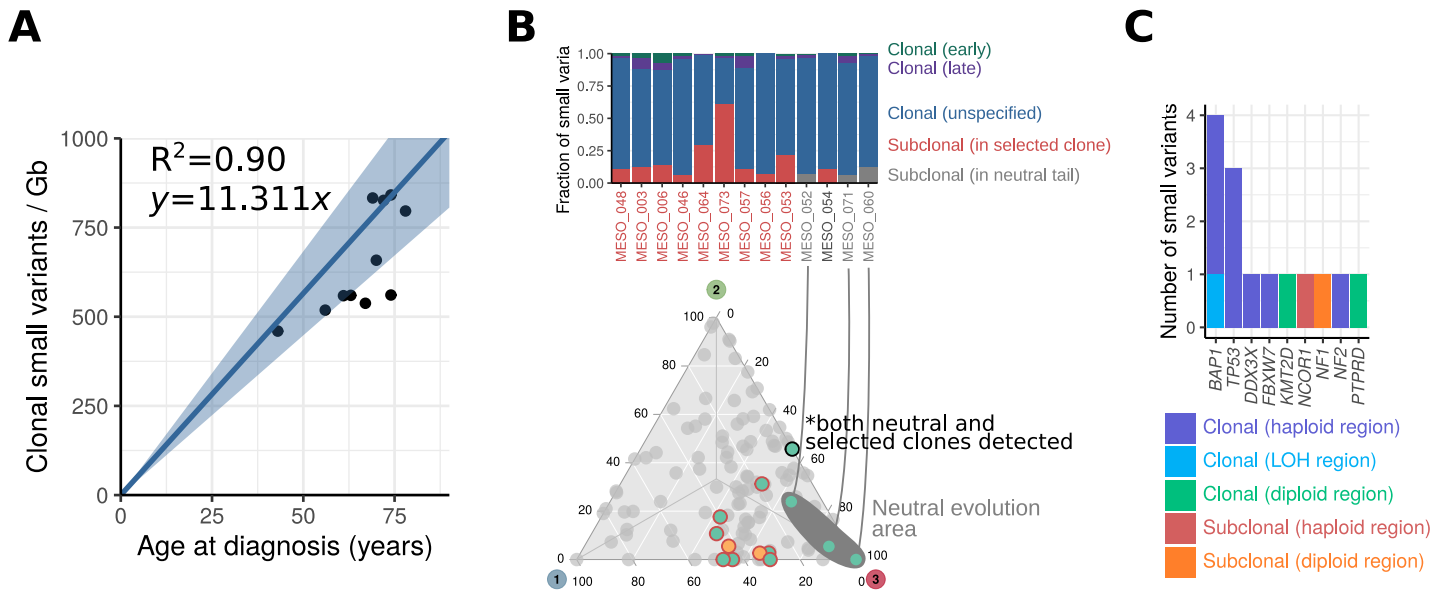 A
R²=0.90
y=11.311x
Clonal small variants / Gb
1000
750
500
250
0
0 25 50 75
Age at diagnosis (years)
B
Fraction of small varia
1.00
0.75
0.50
0.25
0.00
Clonal (early)
Clonal (late)
Clonal (unspecified)
Subclonal (in selected clone)
Subclonal (in neutral tail)
MESO_048
MESO_003
MESO_006
MESO_046
MESO_064
MESO_073
MESO_057
MESO_056
MESO_053
MESO_052
MESO_054
MESO_071
MESO_060
2
100 0
80 20
60 40
40 60
20 80
0 100
*both neutral and
selected clones detected
Neutral evolution
area
1 100 80 60 40 20 0 3
C
Number of small variants
4
3
2
1
0
BAP1
TP53
DDX3X
FBXW7
KMT2D
NCOR1
NF1
NF2
PTPRD
Clonal (haploid region)
Clonal (LOH region)
Clonal (diploid region)
Subclonal (haploid region)
Subclonal (diploid region)